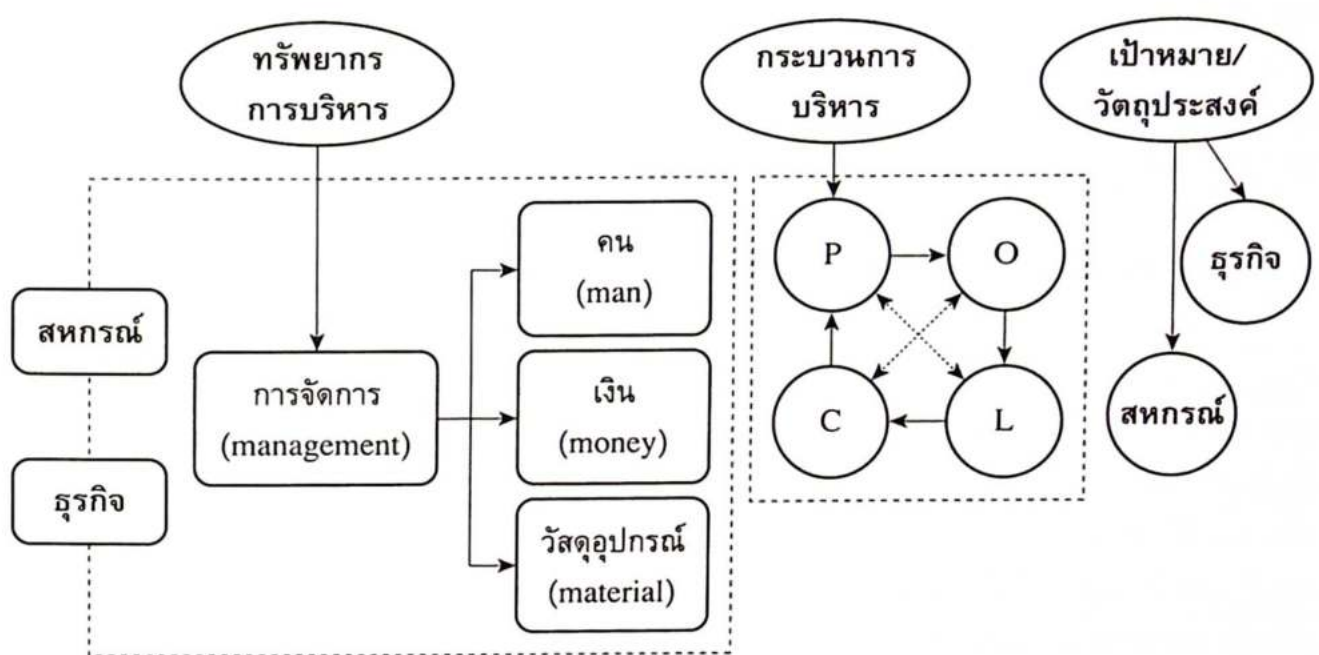 ทรัพยากร
การบริหาร
กระบวนการ
บริหาร
เป้าหมาย/
วัตถุประสงค์
สหกรณ์
ธุรกิจ
การจัดการ
(management)
คน
(man)
เงิน
(money)
วัสดุอุปกรณ์
(material)
P
O
C
L
ธุรกิจ
สหกรณ์